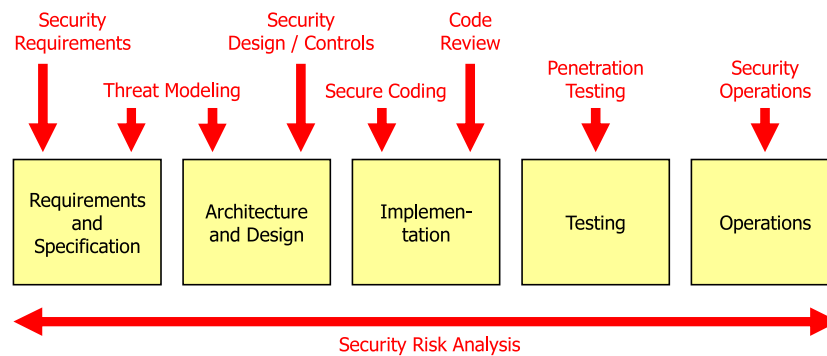 Security
Requirements
Threat Modeling
Security
Design / Controls
Secure Coding
Code
Review
Penetration
Testing
Security
Operations
Requirements
and
Specification
Architecture
and Design
Implemen-
tation
Testing
Operations
Security Risk Analysis